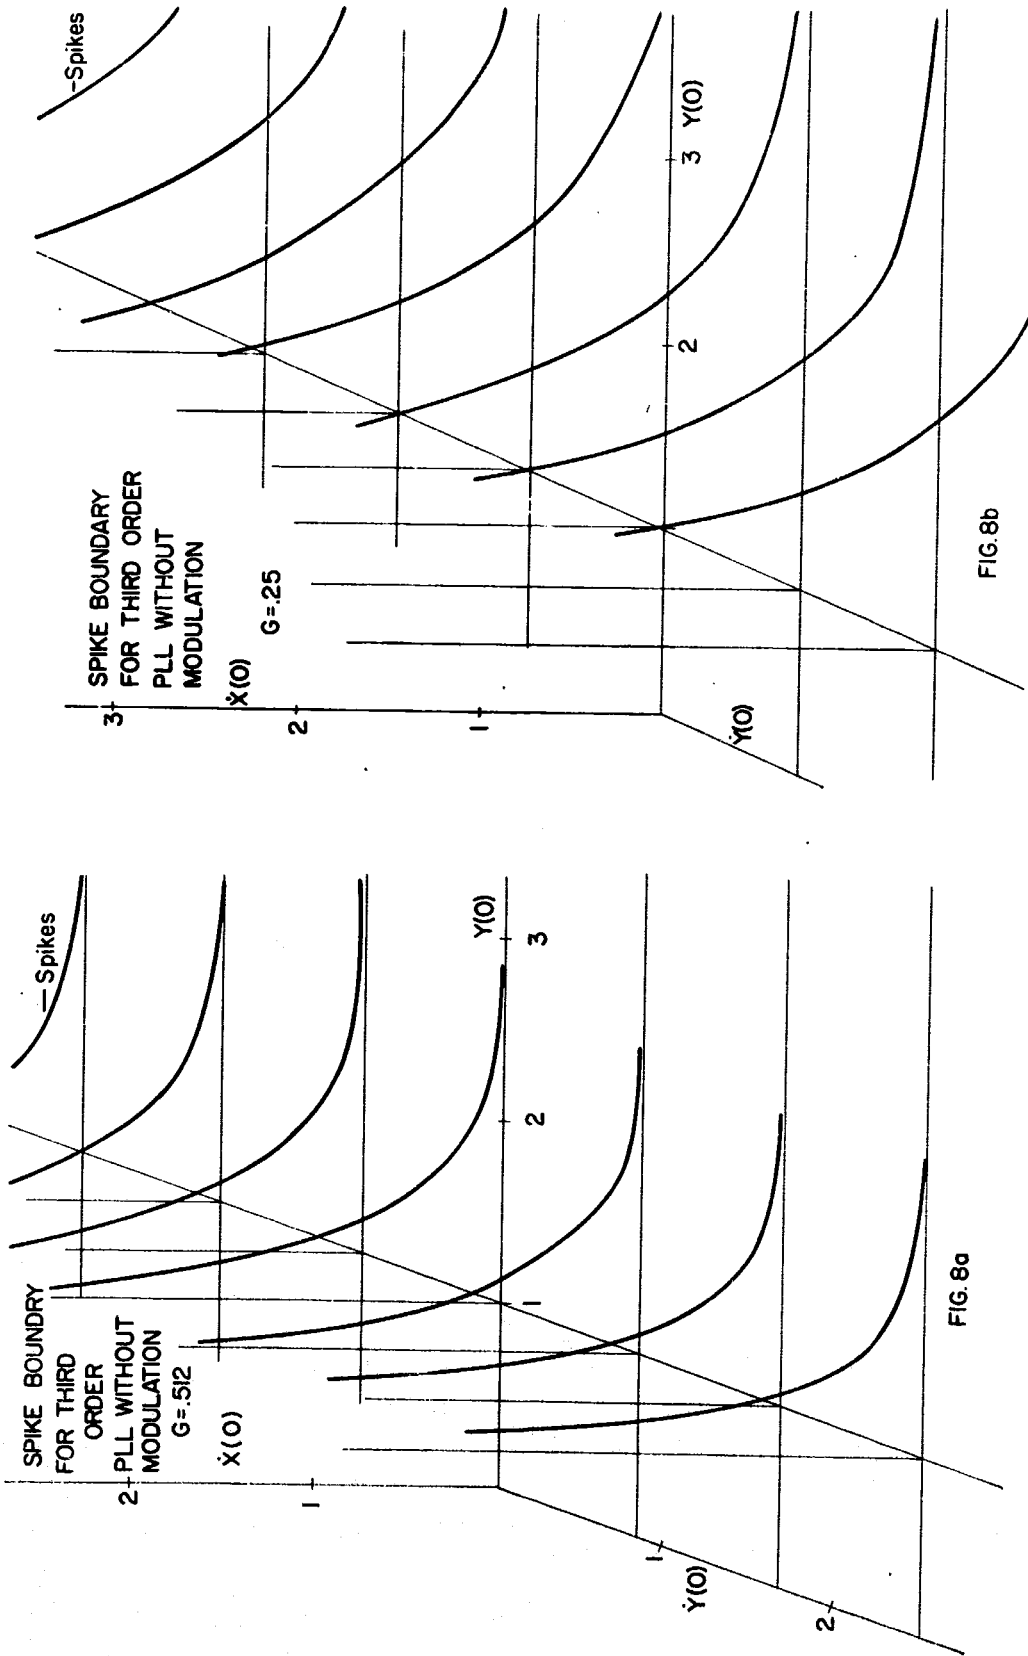 SPIKE BOUNDRY
FOR THIRD
ORDER
PLL WITHOUT
MODULATION
G=.512
Ẋ(0)
2
1
— Spikes
Y(0)
1
2
3
1
Ẏ(0)
2
FIG. 8a
SPIKE BOUNDARY
FOR THIRD ORDER
PLL WITHOUT
MODULATION
G=.25
3
Ẋ(0)
2
1
-Spikes
2
3
Y(0)
Ẏ(0)
FIG. 8b